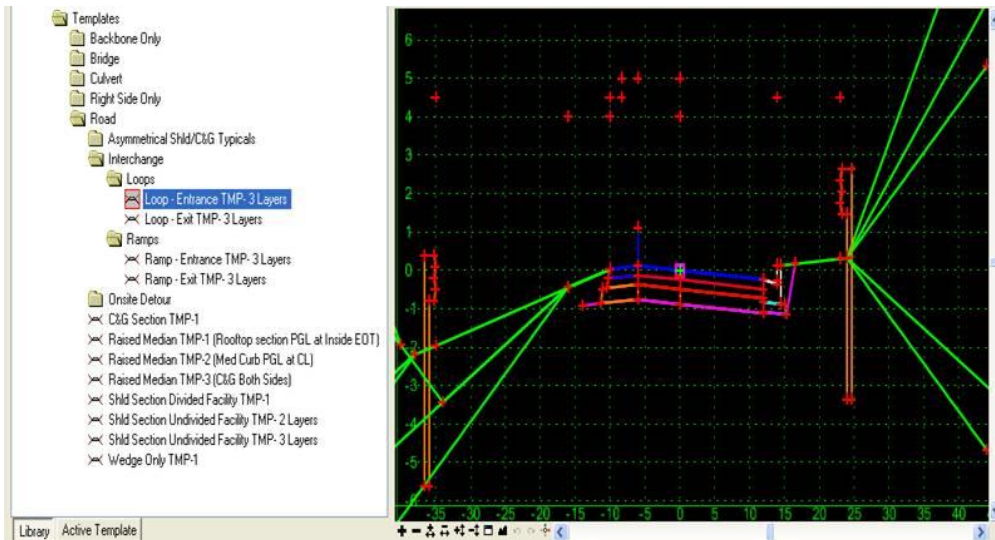 Templates
Backbone Only
Bridge
Culvert
Right Side Only
Road
Asymmetrical Shld/C&G Typicals
Interchange
Loops
Loop - Entrance TMP- 3 Layers
Loop - Exit TMP- 3 Layers
Ramps
Ramp - Entrance TMP- 3 Layers
Ramp - Exit TMP- 3 Layers
Onsite Detour
C&G Section TMP-1
Raised Median TMP-1 (Rooftop section PGL at Inside EOT)
Raised Median TMP-2 (Med Curb PGL at CL)
Raised Median TMP-3 (C&G Both Sides)
Shld Section Divided Facility TMP-1
Shld Section Undivided Facility TMP- 2 Layers
Shld Section Undivided Facility TMP- 3 Layers
Wedge Only TMP-1
Library Active Template
6
5
4
3
2
1
0
-1
-2
-3
-4
-5
-6
-35 -30 -25 -20 -15 -10 -5 0 5 10 15 20 25 30 35 40